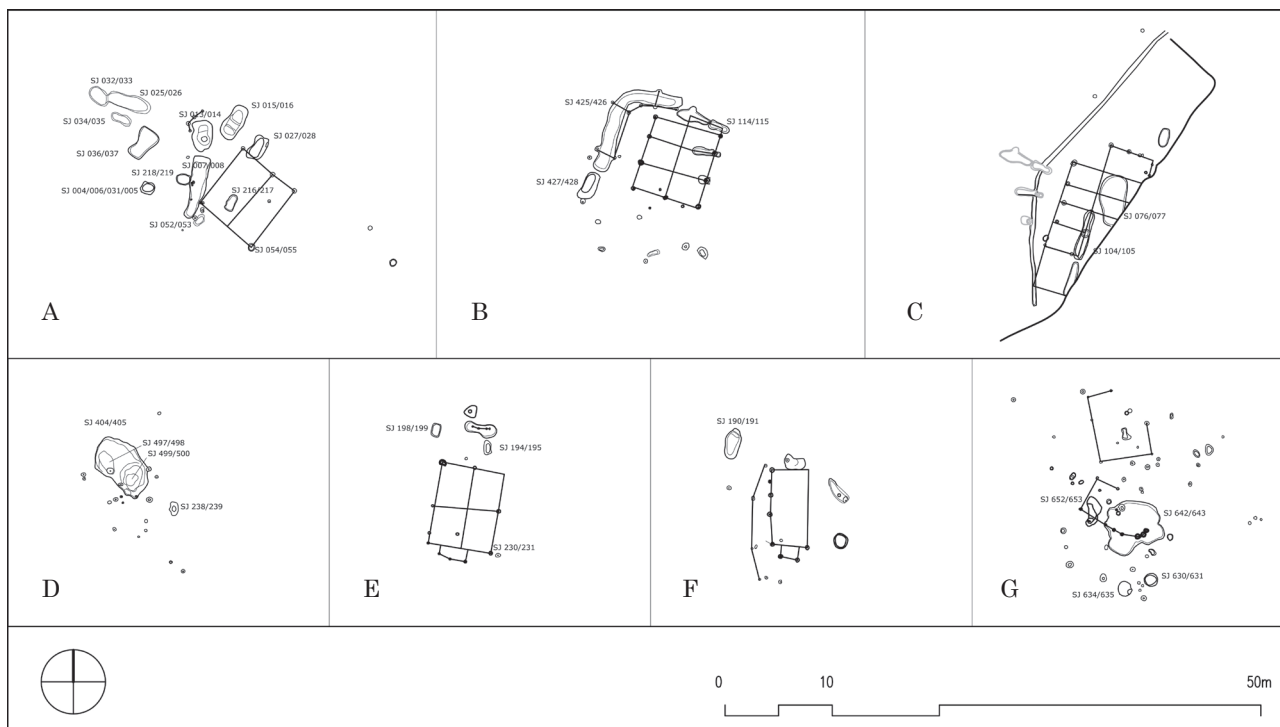 SJ 032/033
SJ 025/026
SJ 034/035
SJ 013/014
SJ 015/016
SJ 036/037
SJ 027/028
SJ 218/219
SJ 007/008
SJ 004/006/031/005
SJ 216/217
SJ 052/053
SJ 054/055
A
SJ 425/426
SJ 114/115
SJ 427/428
B
SJ 076/077
SJ 104/105
C
SJ 404/405
SJ 497/498
SJ 499/500
SJ 238/239
D
SJ 198/199
SJ 194/195
SJ 230/231
E
SJ 190/191
F
SJ 652/653
SJ 642/643
SJ 630/631
SJ 634/635
G
0 10 50m